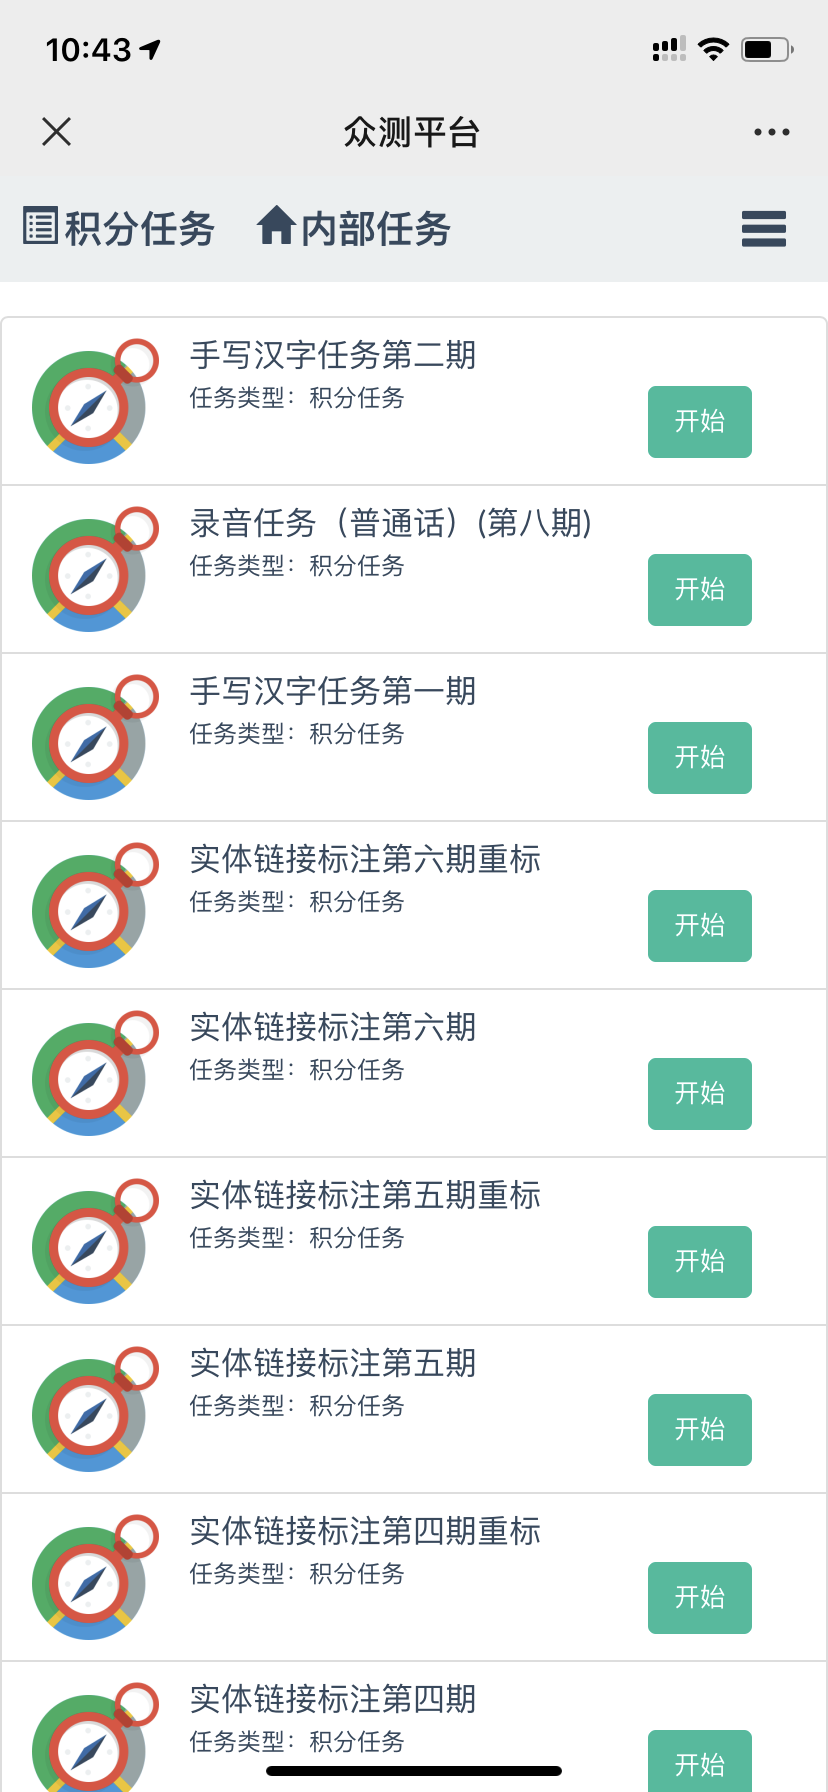 10:43
众测平台
积分任务 内部任务
手写汉字任务第二期
任务类型：积分任务
开始
录音任务（普通话）(第八期)
任务类型：积分任务
开始
手写汉字任务第一期
任务类型：积分任务
开始
实体链接标注第六期重标
任务类型：积分任务
开始
实体链接标注第六期
任务类型：积分任务
开始
实体链接标注第五期重标
任务类型：积分任务
开始
实体链接标注第五期
任务类型：积分任务
开始
实体链接标注第四期重标
任务类型：积分任务
开始
实体链接标注第四期
任务类型：积分任务
开始